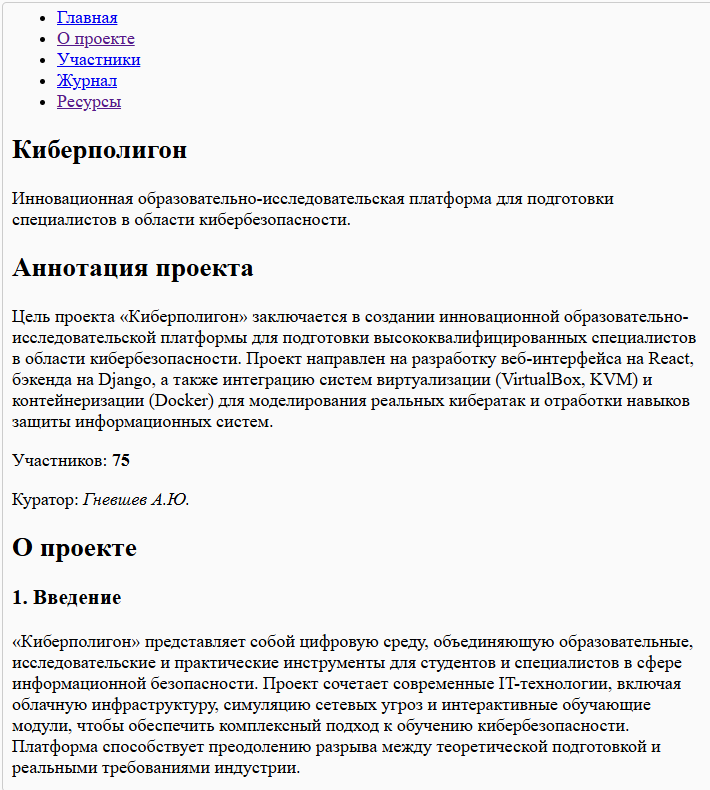 Главная
О проекте
Участники
Журнал
Ресурсы
Киберполигон
Инновационная образовательно-исследовательская платформа для подготовки
специалистов в области кибербезопасности.
Аннотация проекта
Цель проекта «Киберполигон» заключается в создании инновационной образовательно-
исследовательской платформы для подготовки высококвалифицированных специалистов
в области кибербезопасности. Проект направлен на разработку веб-интерфейса на React,
бэкенда на Django, а также интеграцию систем виртуализации (VirtualBox, KVM) и
контейнеризации (Docker) для моделирования реальных кибератак и отработки навыков
защиты информационных систем.
Участников: 75
Куратор: Гневшев А.Ю.
О проекте
1. Введение
«Киберполигон» представляет собой цифровую среду, объединяющую образовательные,
исследовательские и практические инструменты для студентов и специалистов в сфере
информационной безопасности. Проект сочетает современные IT-технологии, включая
облачную инфраструктуру, симуляцию сетевых угроз и интерактивные обучающие
модули, чтобы обеспечить комплексный подход к обучению кибербезопасности.
Платформа способствует преодолению разрыва между теоретической подготовкой и
реальными требованиями индустрии.